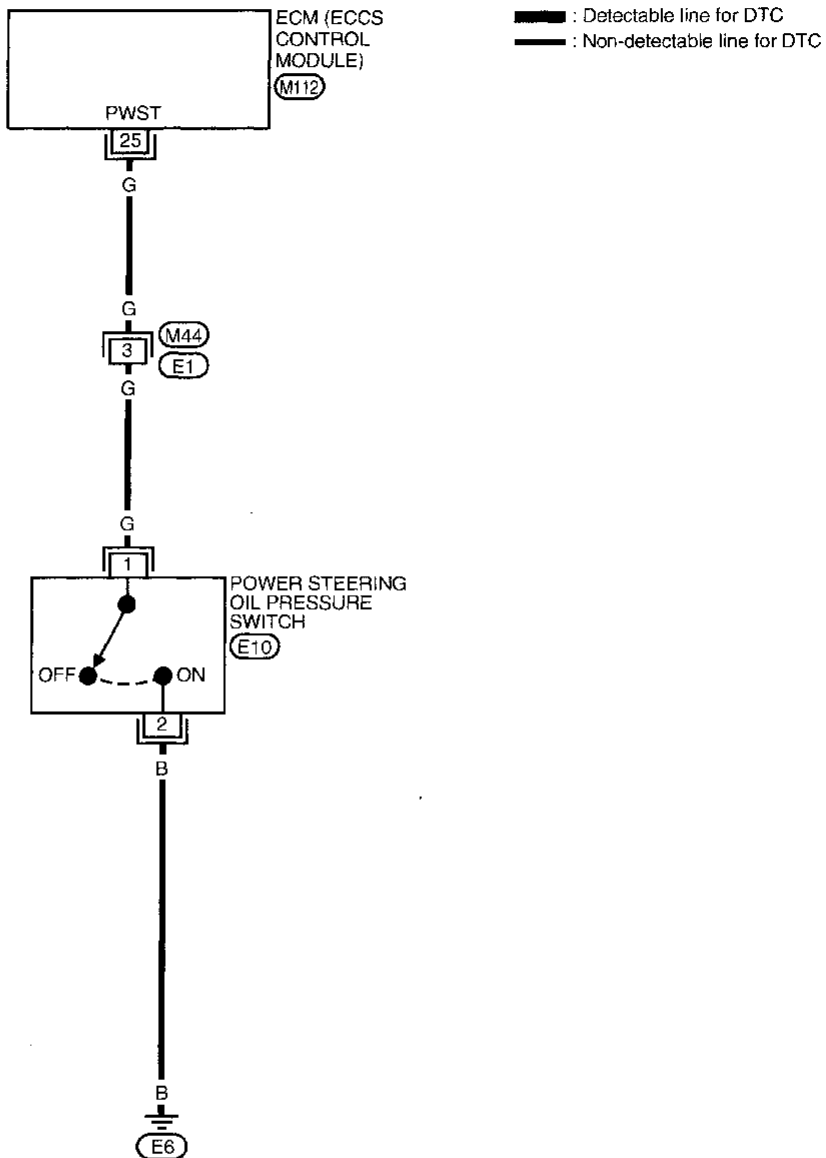 ECM (ECCS
CONTROL
MODULE)
M112
: Detectable line for DTC
: Non-detectable line for DTC
PWST
25
G
G
3
M44
E1
G
G
1
POWER STEERING
OIL PRESSURE
SWITCH
E10
OFF
ON
2
B
B
E6